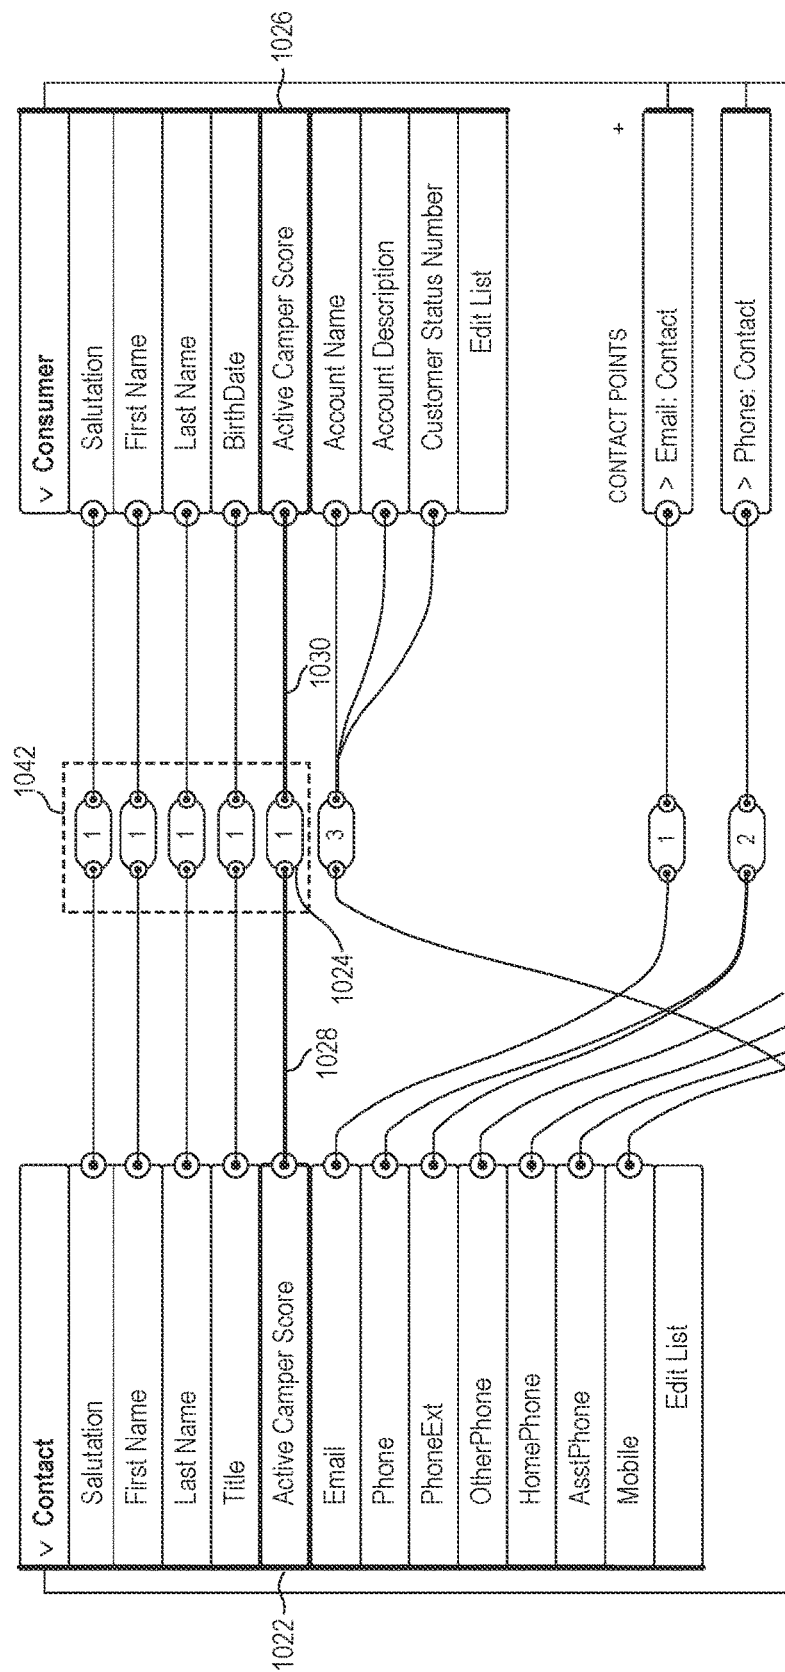 1022
v Contact
Salutation
First Name
Last Name
Title
Active Camper Score
Email
Phone
PhoneExt
OtherPhone
HomePhone
AsstPhone
Mobile
Edit List
1028
1024
1042
1
1
1
1
1
3
1
2
1030
v Consumer
Salutation
First Name
Last Name
BirthDate
Active Camper Score
Account Name
Account Description
Customer Status Number
Edit List
1026
CONTACT POINTS +
> Email: Contact
> Phone: Contact